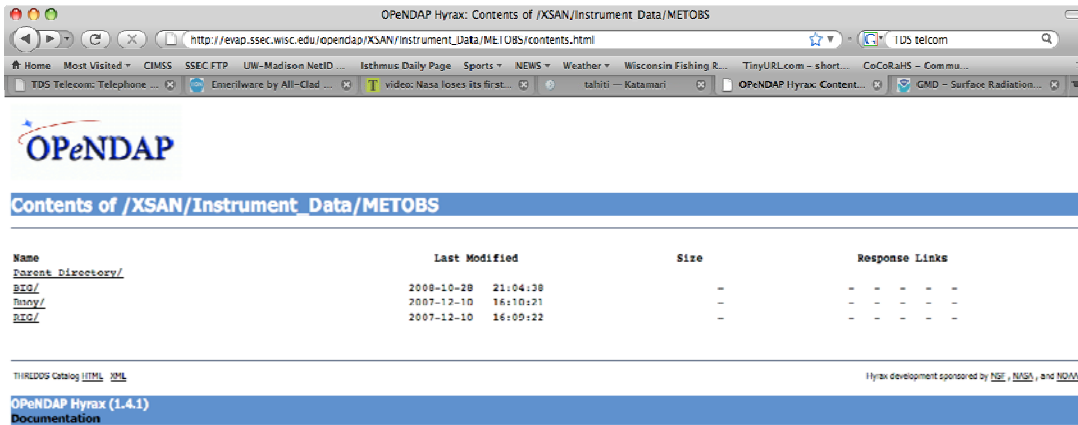 OPeNDAP Hyrax: Contents of /XSAN/Instrument_Data/METOBS
http://evap.ssec.wisc.edu/opendap/XSAN/Instrument_Data/METOBS/contents.html TDS telcom
Home Most Visited CIMSS SSEC FTP UW-Madison NetID ... Isthmus Daily Page Sports NEWS Weather Wisconsin Fishing R... TinyURL.com - short... CoCoRaHS - Commu...
TDS Telecom: Telephone ... Emerilware by All-Clad ... video: Nasa loses its first... tahiti — Katamari OPeNDAP Hyrax: Content... GMD - Surface Radiation...
OPeNDAP
Contents of /XSAN/Instrument_Data/METOBS
Name Last Modified Size Response Links
Parent Directory/
BIG/ 2008-10-28 21:04:38 - - - - - -
Buoy/ 2007-12-10 16:10:21 - - - - - -
RIG/ 2007-12-10 16:09:22 - - - - - -
THREDDS Catalog HTML XML Hyrax development sponsored by NSF , NASA , and NOAA
OPeNDAP Hyrax (1.4.1)
Documentation